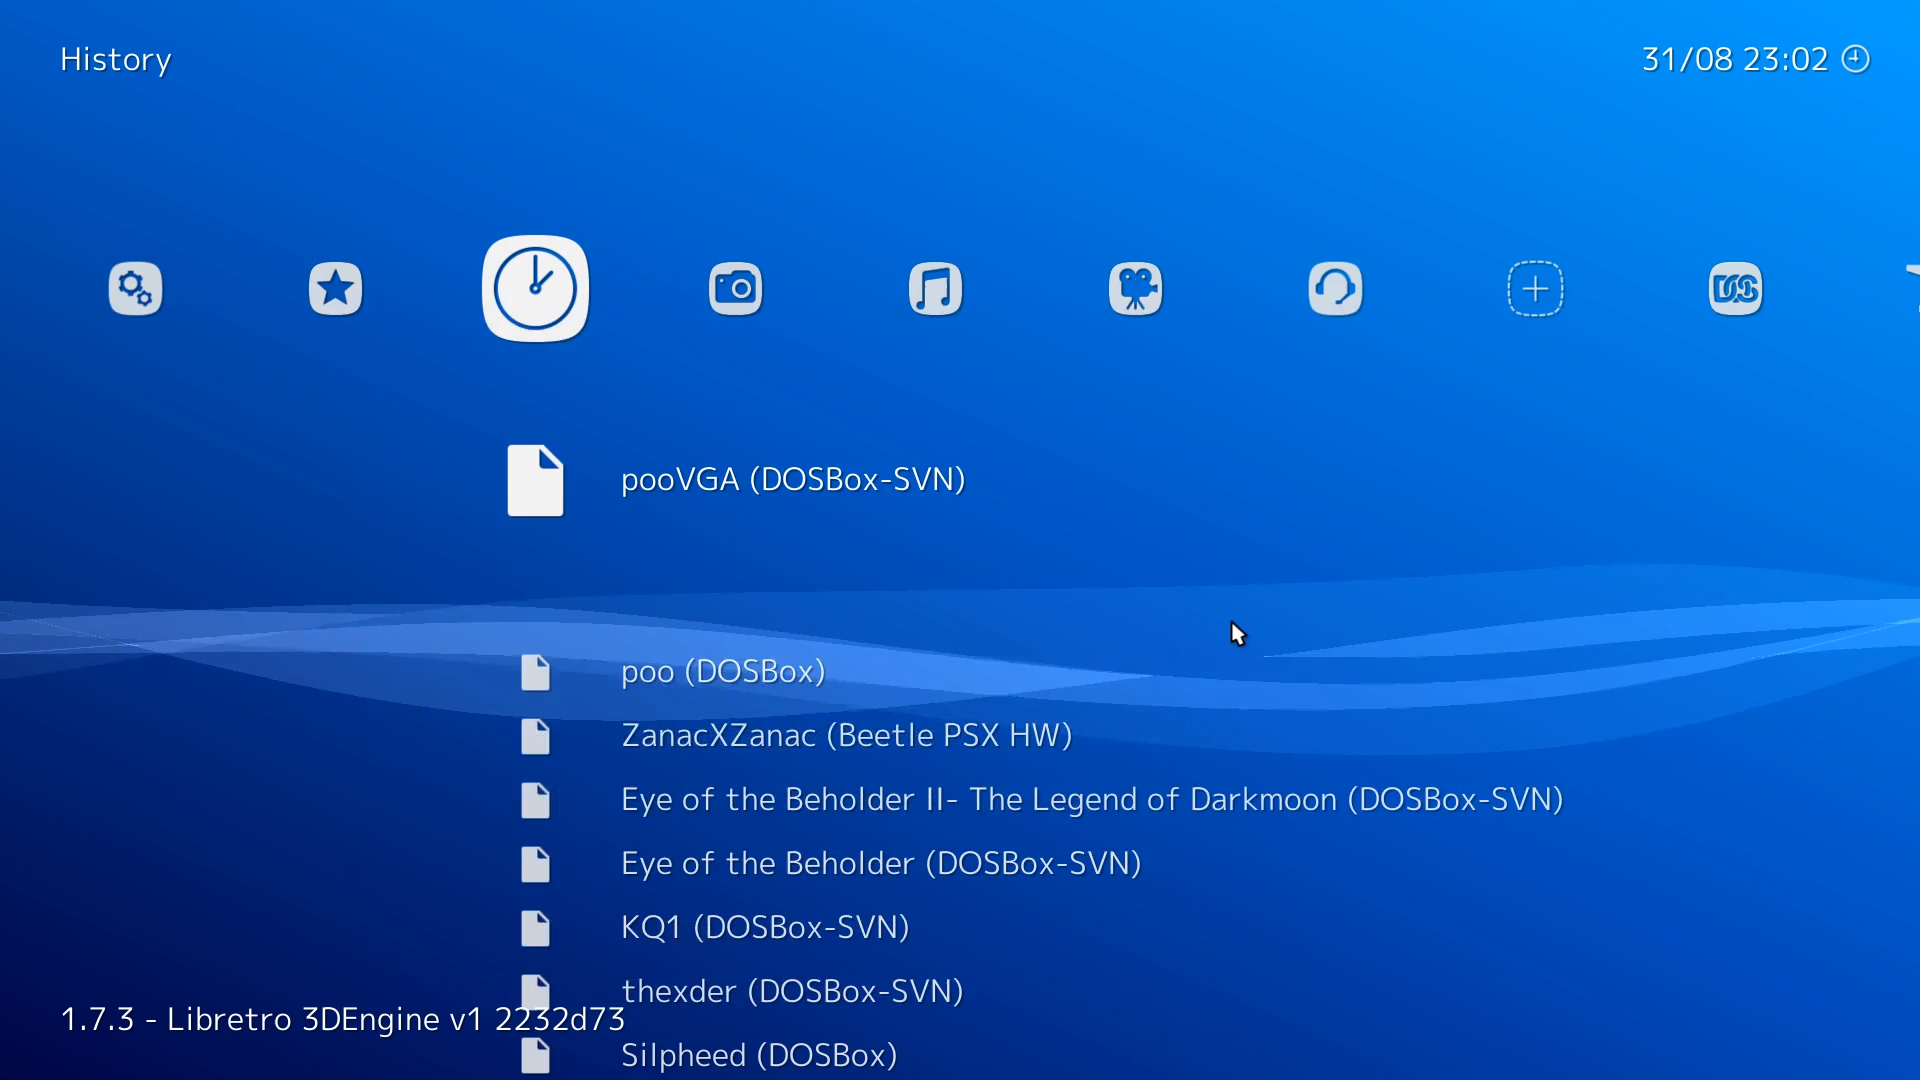 History
31/08 23:02
DOS
pooVGA (DOSBox-SVN)
poo (DOSBox)
ZanacXZanac (Beetle PSX HW)
Eye of the Beholder II- The Legend of Darkmoon (DOSBox-SVN)
Eye of the Beholder (DOSBox-SVN)
KQ1 (DOSBox-SVN)
thexder (DOSBox-SVN)
1.7.3 - Libretro 3DEngine v1 2232d73
Silpheed (DOSBox)